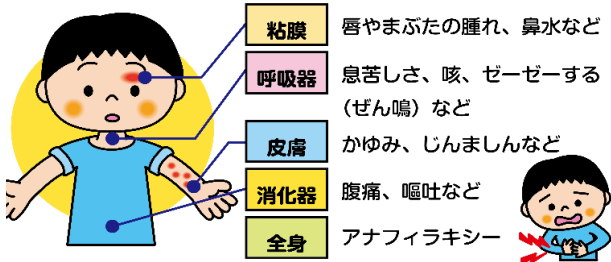 粘膜 唇やまぶたの腫れ、鼻水など
呼吸器 息苦しさ、咳、ゼーゼーする
（ぜん鳴）など
皮膚 かゆみ、じんましんなど
消化器 腹痛、嘔吐など
全身 アナフィラキシー